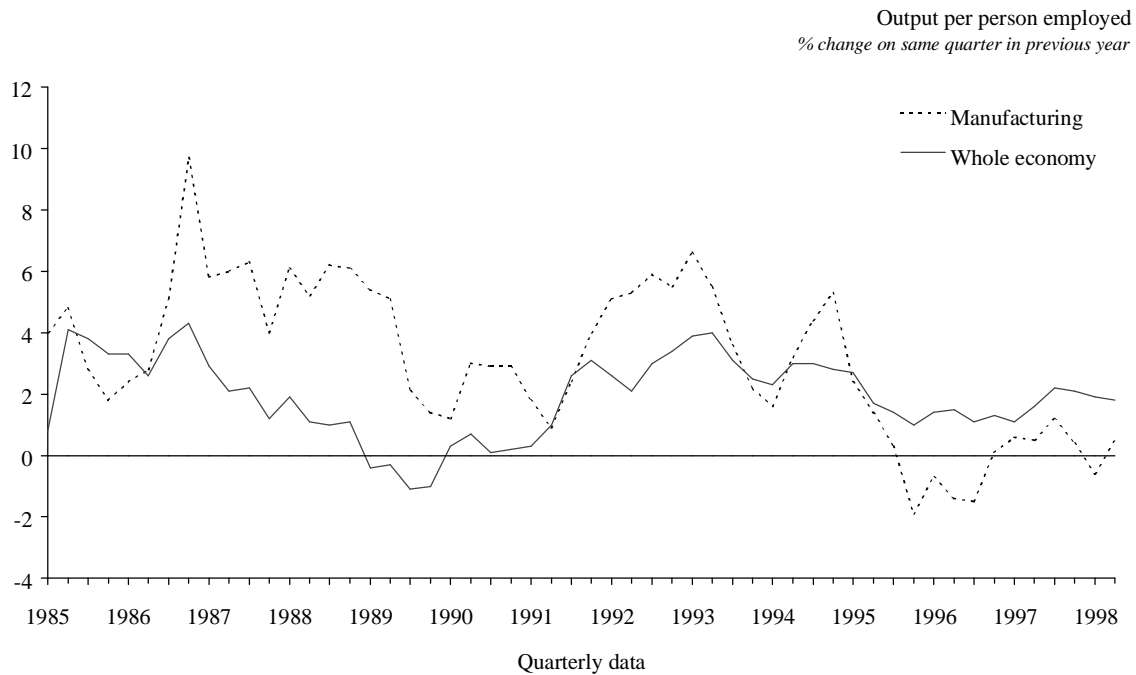 Output per person employed
% change on same quarter in previous year
12
10
8
6
4
2
0
-2
-4
Manufacturing
Whole economy
1985 1986 1987 1988 1989 1990 1991 1992 1993 1994 1995 1996 1997 1998
Quarterly data